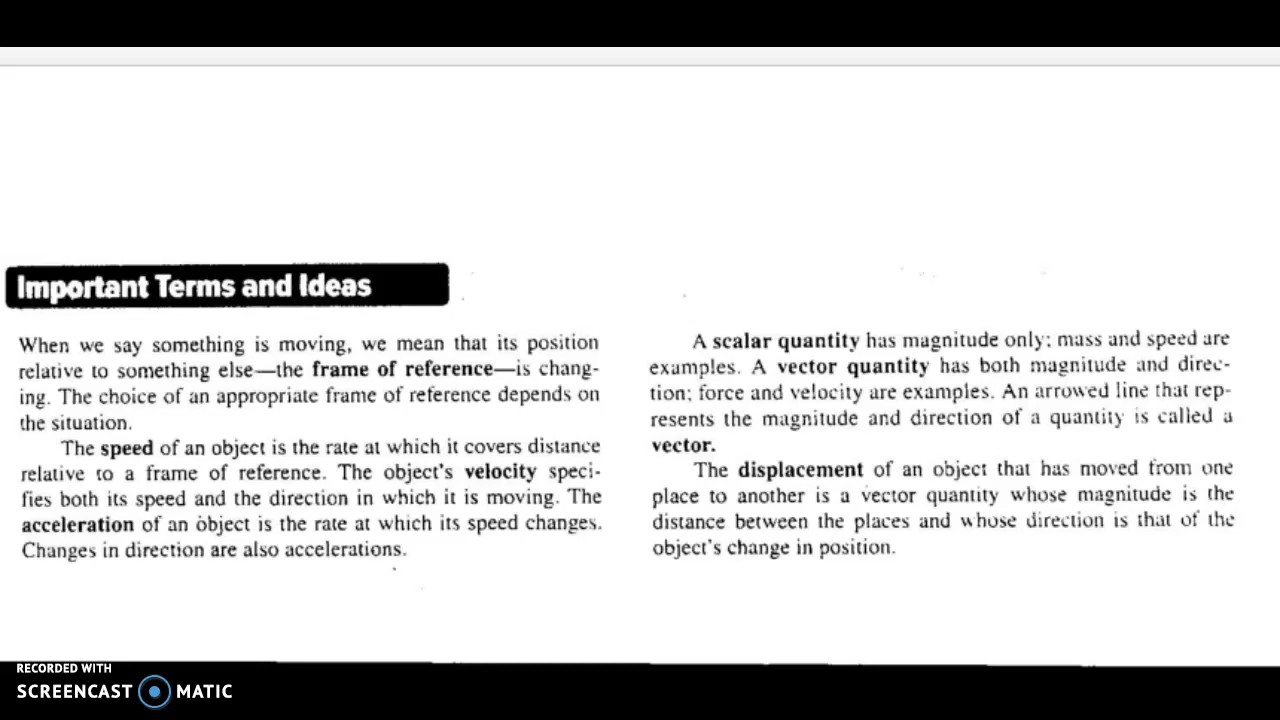 Important Terms and Ideas
When we say something is moving, we mean that its position
relative to something else—the frame of reference—is chang-
ing. The choice of an appropriate frame of reference depends on
the situation.
The speed of an object is the rate at which it covers distance
relative to a frame of reference. The object's velocity speci-
fies both its speed and the direction in which it is moving. The
acceleration of an object is the rate at which its speed changes.
Changes in direction are also accelerations.
A scalar quantity has magnitude only; mass and speed are
examples. A vector quantity has both magnitude and direc-
tion; force and velocity are examples. An arrowed line that rep-
resents the magnitude and direction of a quantity is called a
vector.
The displacement of an object that has moved from one
place to another is a vector quantity whose magnitude is the
distance between the places and whose direction is that of the
object's change in position.
RECORDED WITH
SCREENCAST MATIC